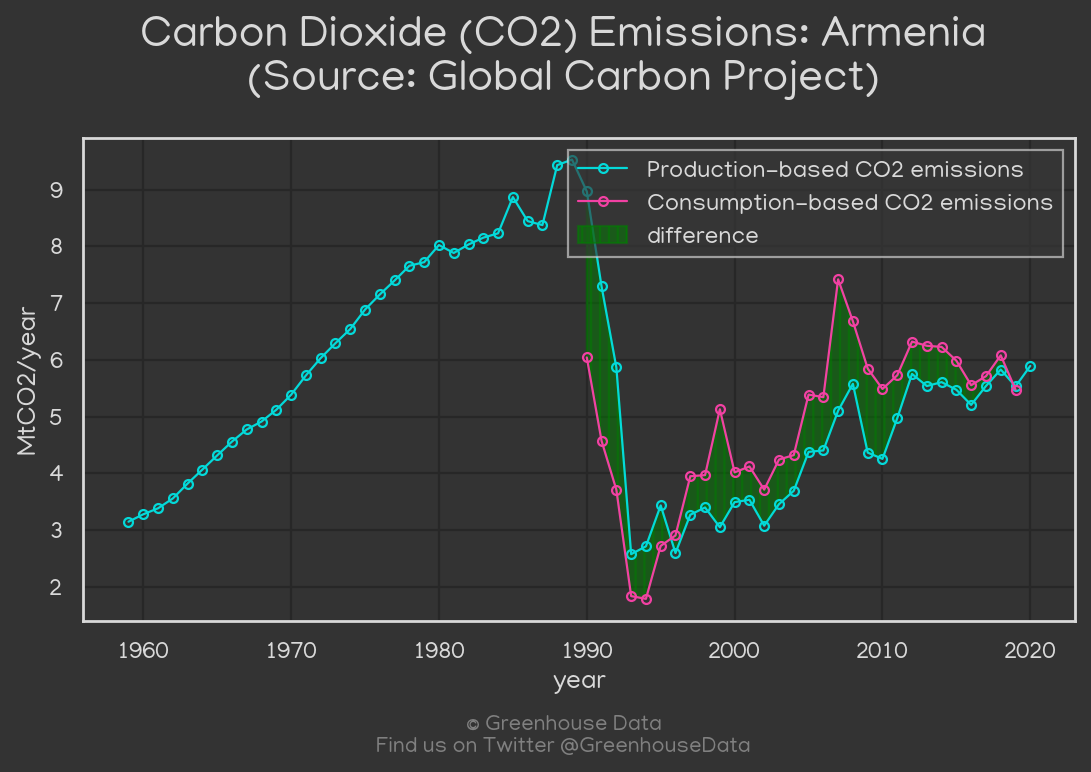 Carbon Dioxide (CO2) Emissions: Armenia
(Source: Global Carbon Project)
Production-based CO2 emissions
Consumption-based CO2 emissions
difference
MtCO2/year
9
8
7
6
5
4
3
2
1960 1970 1980 1990 2000 2010 2020
year
© Greenhouse Data
Find us on Twitter @GreenhouseData